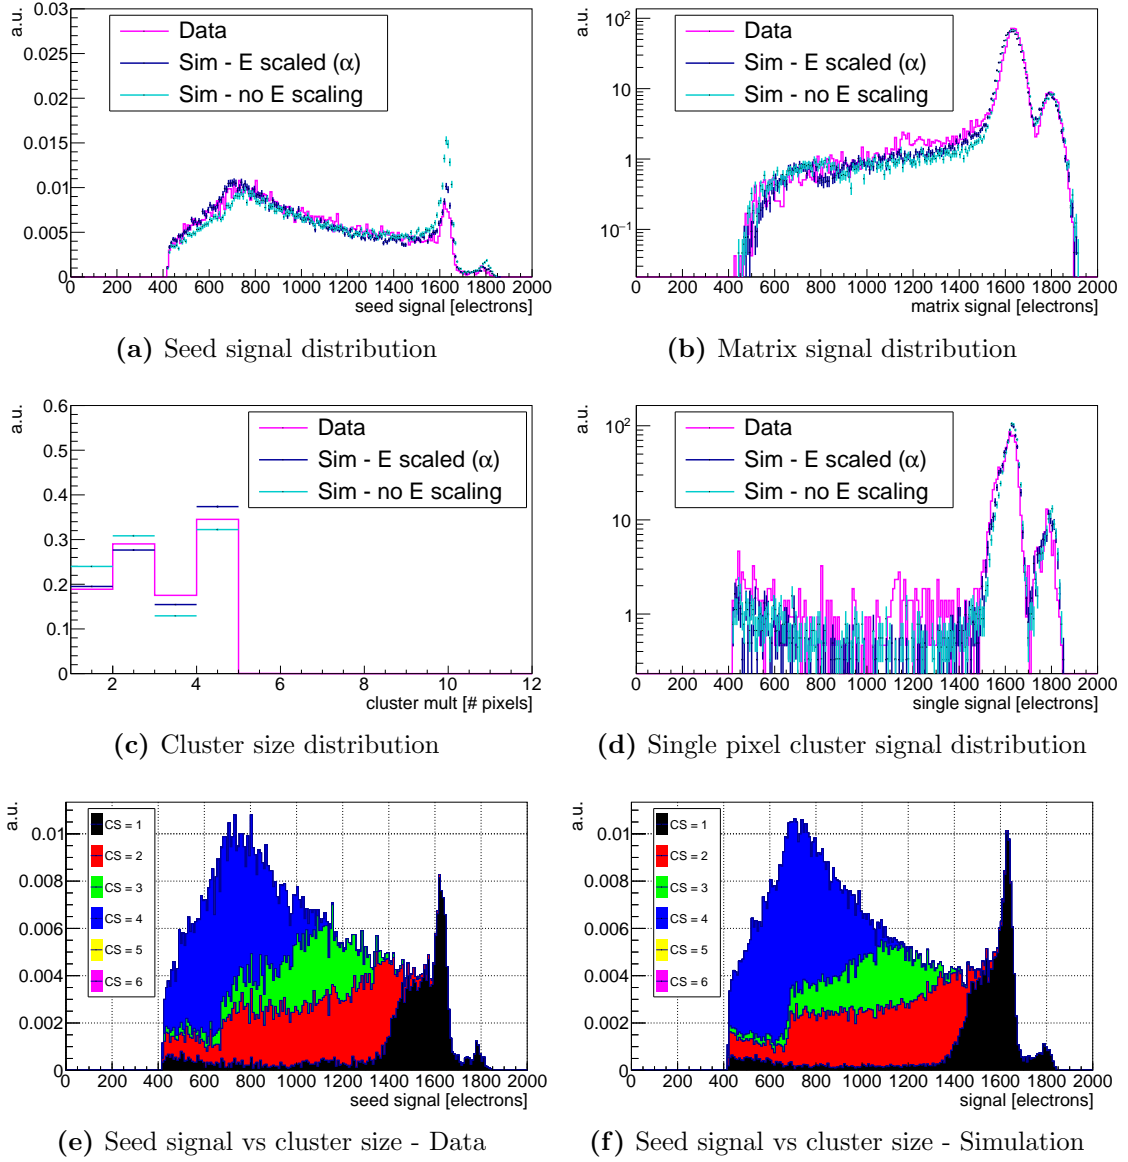 a.u.
0.03
0.025
0.02
0.015
0.01
0.005
0
Data
Sim - E scaled (α)
Sim - no E scaling
0 200 400 600 800 1000 1200 1400 1600 1800 2000
seed signal [electrons]
(a) Seed signal distribution
a.u.
10²
10
1
10⁻¹
Data
Sim - E scaled (α)
Sim - no E scaling
0 200 400 600 800 1000 1200 1400 1600 1800 2000
matrix signal [electrons]
(b) Matrix signal distribution
a.u.
0.6
0.5
0.4
0.3
0.2
0.1
0
Data
Sim - E scaled (α)
Sim - no E scaling
2 4 6 8 10 12
cluster mult [# pixels]
(c) Cluster size distribution
a.u.
10²
10
1
Data
Sim - E scaled (α)
Sim - no E scaling
0 200 400 600 800 1000 1200 1400 1600 1800 2000
single signal [electrons]
(d) Single pixel cluster signal distribution
a.u.
0.01
0.008
0.006
0.004
0.002
0
CS = 1
CS = 2
CS = 3
CS = 4
CS = 5
CS = 6
0 200 400 600 800 1000 1200 1400 1600 1800 2000
seed signal [electrons]
(e) Seed signal vs cluster size - Data
a.u.
0.01
0.008
0.006
0.004
0.002
0
CS = 1
CS = 2
CS = 3
CS = 4
CS = 5
CS = 6
0 200 400 600 800 1000 1200 1400 1600 1800 2000
signal [electrons]
(f) Seed signal vs cluster size - Simulation